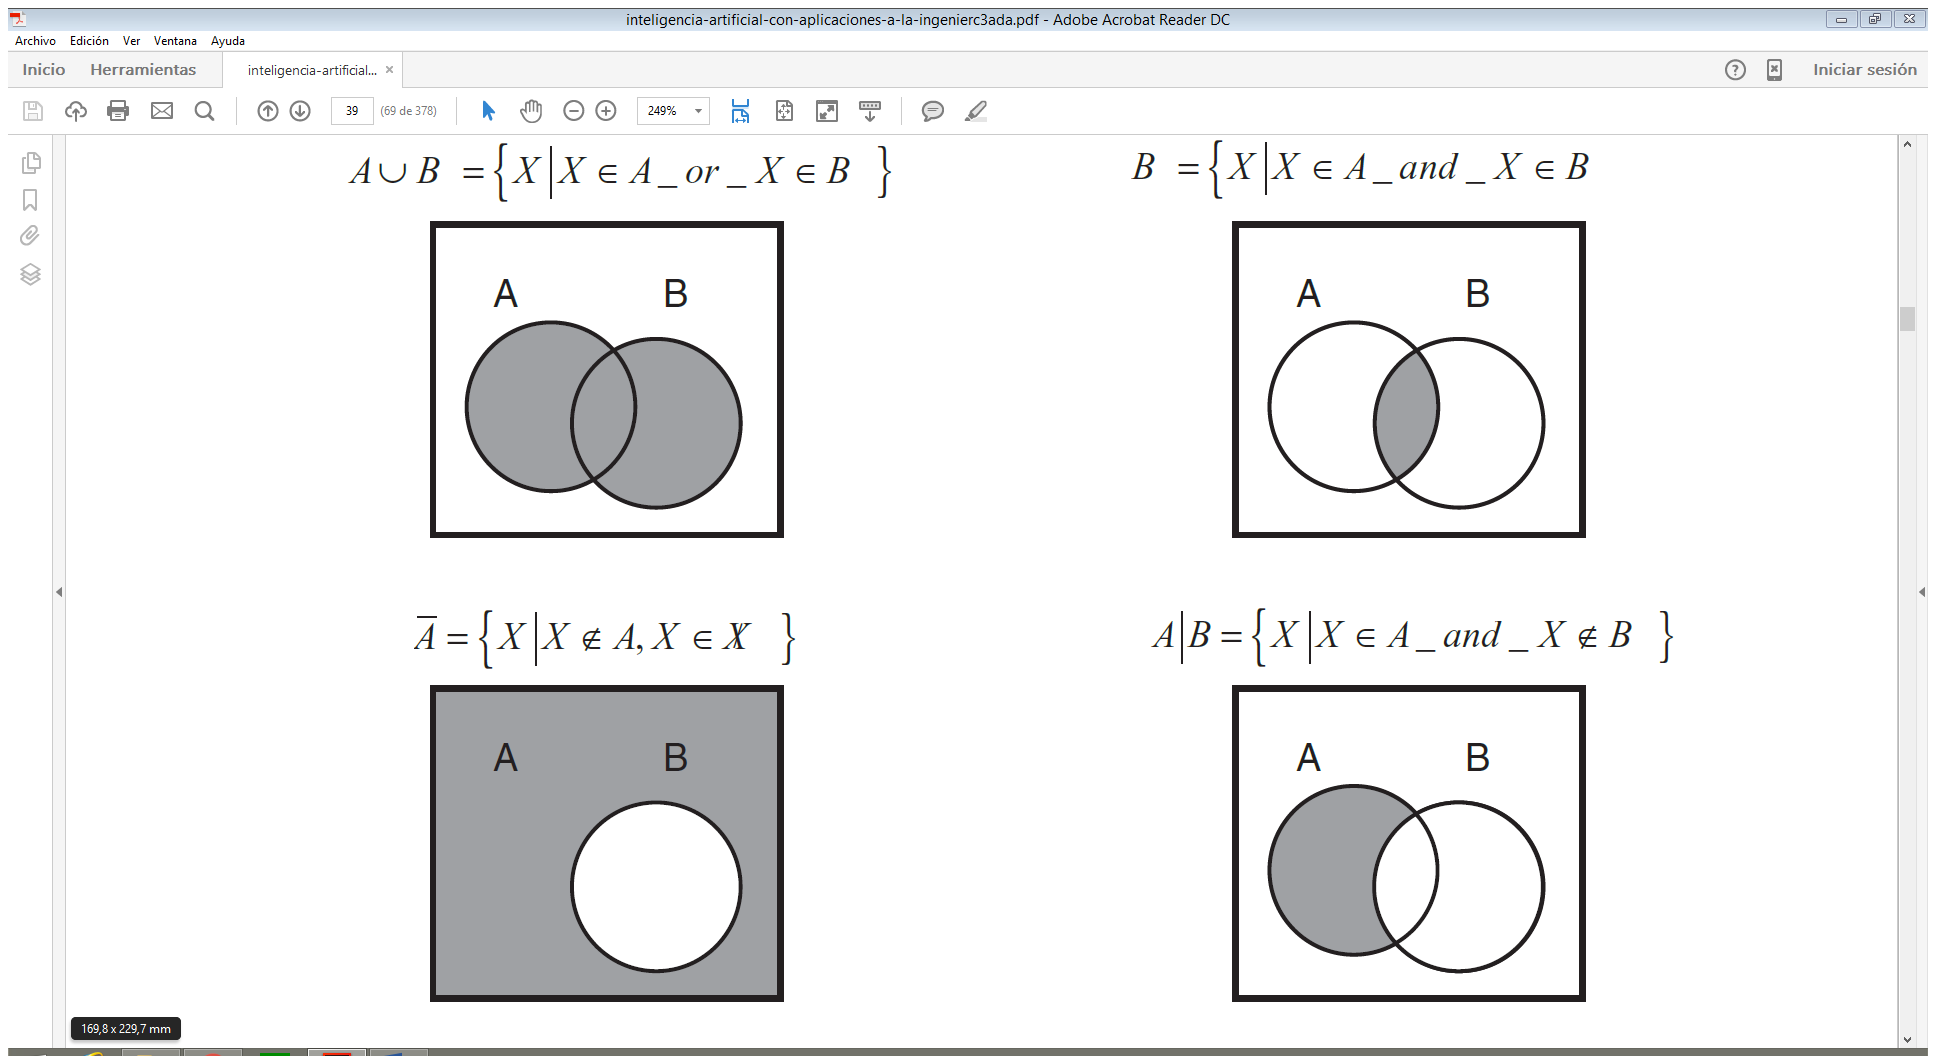 inteligencia-artificial-con-aplicaciones-a-la-ingenierc3ada.pdf - Adobe Acrobat Reader DC
Archivo Edición Ver Ventana Ayuda
Inicio Herramientas inteligencia-artificial... × Iniciar sesión
39 (69 de 378) 249%
A ∪ B = {X | X ∈ A _ or _ X ∈ B }
B = {X | X ∈ A _ and _ X ∈ B
A B
A B
A̅ = {X | X ∉ A, X ∈ X }
A|B = {X | X ∈ A _ and _ X ∉ B }
A B
A B
169,8 x 229,7 mm